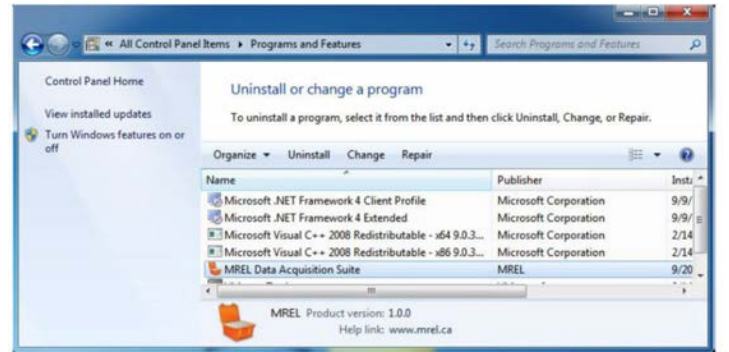 « All Control Panel Items ▸ Programs and Features
Search Programs and Features
Control Panel Home
View installed updates
Turn Windows features on or
off
Uninstall or change a program
To uninstall a program, select it from the list and then click Uninstall, Change, or Repair.
Organize Uninstall Change Repair
Name Publisher Insta
Microsoft .NET Framework 4 Client Profile Microsoft Corporation 9/9/
Microsoft .NET Framework 4 Extended Microsoft Corporation 9/9/
Microsoft Visual C++ 2008 Redistributable - x64 9.0.3... Microsoft Corporation 2/14
Microsoft Visual C++ 2008 Redistributable - x86 9.0.3... Microsoft Corporation 2/14
MREL Data Acquisition Suite MREL 9/20
MREL Product version: 1.0.0
Help link: www.mrel.ca